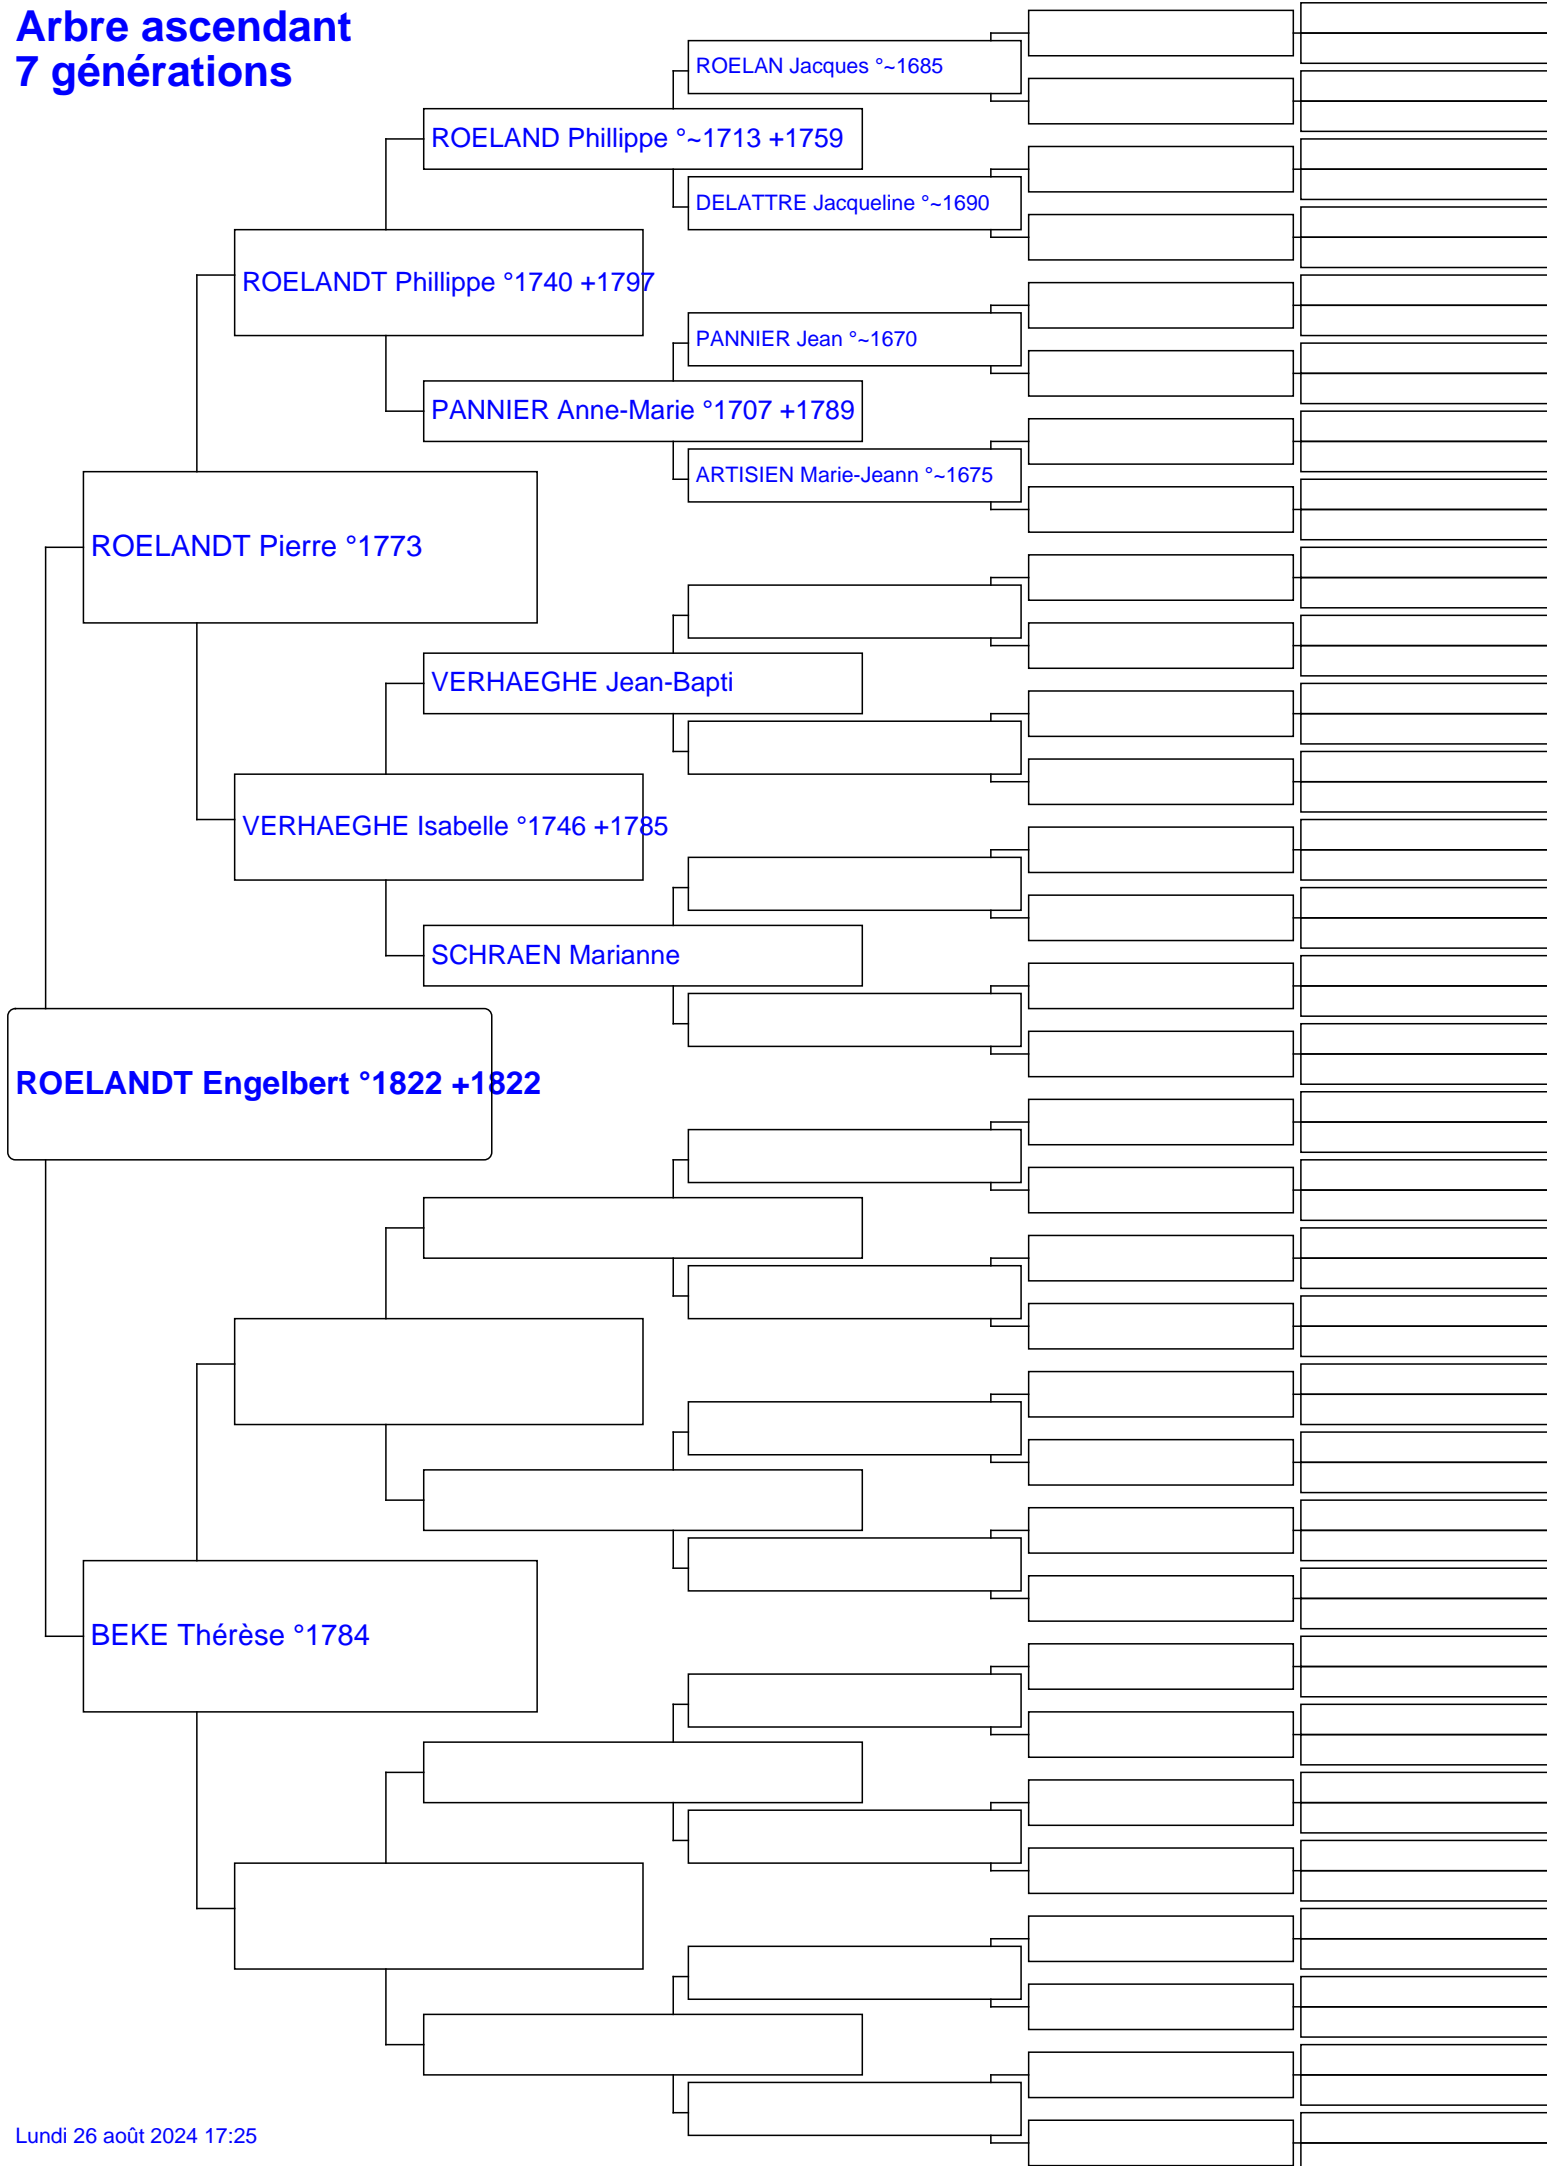 Arbre ascendant
7 générations
ROELAN Jacques °~1685
ROELAND Phillippe °~1713 +1759
DELATTRE Jacqueline °~1690
ROELANDT Phillippe °1740 +1797
PANNIER Jean °~1670
PANNIER Anne-Marie °1707 +1789
ARTISIEN Marie-Jeann °~1675
ROELANDT Pierre °1773
VERHAEGHE Jean-Bapti
VERHAEGHE Isabelle °1746 +1785
SCHRAEN Marianne
ROELANDT Engelbert °1822 +1822
BEKE Thérèse °1784
Lundi 26 août 2024 17:25